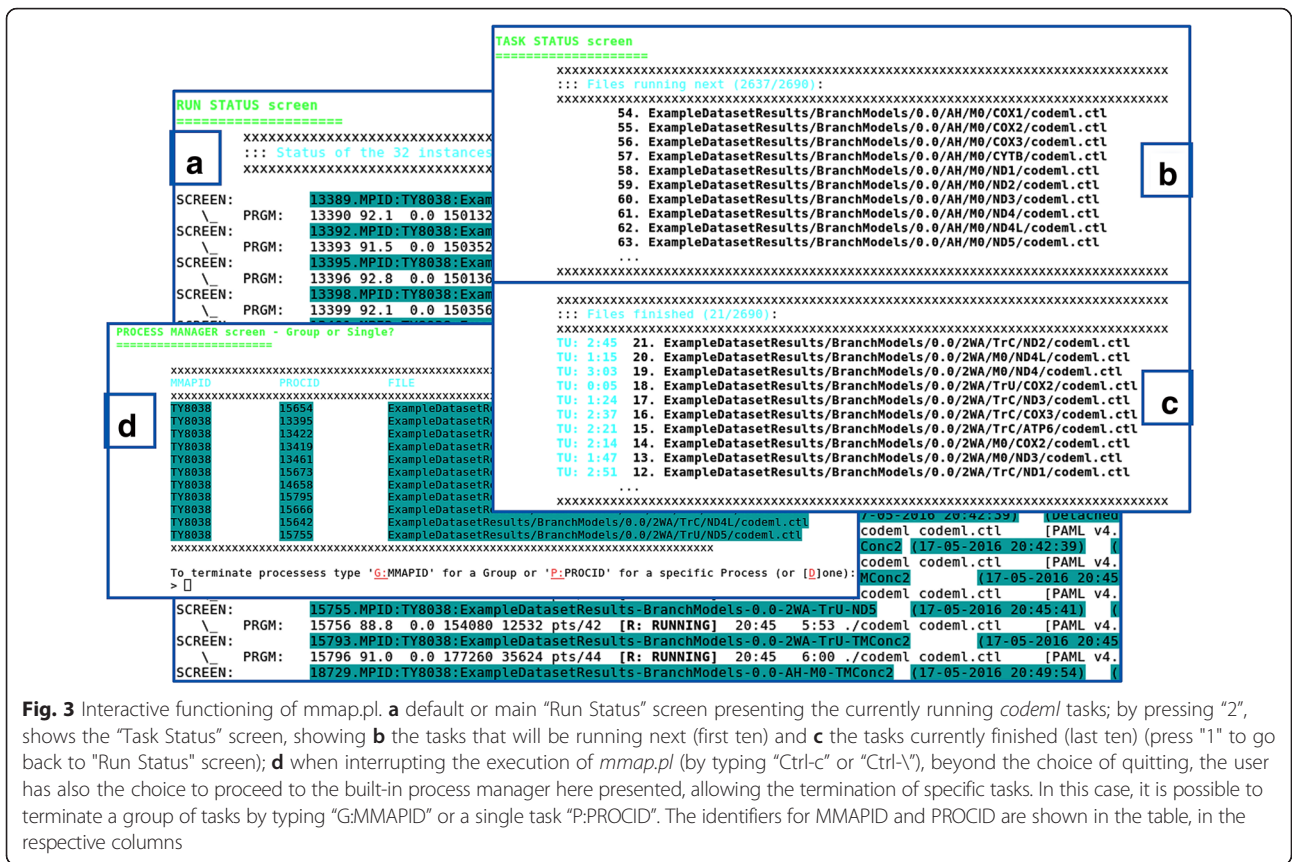 TASK STATUS screen
=====================
xxxxxxxxxxxxxxxxxxxxxxxxxxxxxxxxxxxxxxxxxxxxxxxxxxxxxxxxxxxxxxxxxxxxxxxxxx
::: Files running next (2637/2690):
xxxxxxxxxxxxxxxxxxxxxxxxxxxxxxxxxxxxxxxxxxxxxxxxxxxxxxxxxxxxxxxxxxxxxxxxxx
54. ExampleDatasetResults/BranchModels/0.0/AH/M0/COX1/codeml.ctl
55. ExampleDatasetResults/BranchModels/0.0/AH/M0/COX2/codeml.ctl
56. ExampleDatasetResults/BranchModels/0.0/AH/M0/COX3/codeml.ctl
57. ExampleDatasetResults/BranchModels/0.0/AH/M0/CYTB/codeml.ctl
58. ExampleDatasetResults/BranchModels/0.0/AH/M0/ND1/codeml.ctl
59. ExampleDatasetResults/BranchModels/0.0/AH/M0/ND2/codeml.ctl
60. ExampleDatasetResults/BranchModels/0.0/AH/M0/ND3/codeml.ctl
61. ExampleDatasetResults/BranchModels/0.0/AH/M0/ND4/codeml.ctl
62. ExampleDatasetResults/BranchModels/0.0/AH/M0/ND4L/codeml.ctl
63. ExampleDatasetResults/BranchModels/0.0/AH/M0/ND5/codeml.ctl
...
xxxxxxxxxxxxxxxxxxxxxxxxxxxxxxxxxxxxxxxxxxxxxxxxxxxxxxxxxxxxxxxxxxxxxxxxxx
b
RUN STATUS screen
=====================
xxxxxxxxxxxxxxxxxxxxxxxxxxxxxx
::: Status of the 32 instances
xxxxxxxxxxxxxxxxxxxxxxxxxxxxxx
a
SCREEN: 13389.MPID:TY8038:Exam
\_ PRGM: 13390 92.1 0.0 150132
SCREEN: 13392.MPID:TY8038:Exam
\_ PRGM: 13393 91.5 0.0 150352
SCREEN: 13395.MPID:TY8038:Exam
\_ PRGM: 13396 92.8 0.0 150136
SCREEN: 13398.MPID:TY8038:Exam
\_ PRGM: 13399 92.1 0.0 150356
xxxxxxxxxxxxxxxxxxxxxxxxxxxxxxxxxxxxxxxxxxxxxxxxxxxxxxxxxxxxxxxxxxxxxxxxxx
::: Files finished (21/2690):
xxxxxxxxxxxxxxxxxxxxxxxxxxxxxxxxxxxxxxxxxxxxxxxxxxxxxxxxxxxxxxxxxxxxxxxxxx
TU: 2:45 21. ExampleDatasetResults/BranchModels/0.0/2WA/TrC/ND2/codeml.ctl
TU: 1:15 20. ExampleDatasetResults/BranchModels/0.0/2WA/M0/ND4L/codeml.ctl
TU: 3:03 19. ExampleDatasetResults/BranchModels/0.0/2WA/M0/ND4/codeml.ctl
TU: 0:05 18. ExampleDatasetResults/BranchModels/0.0/2WA/TrU/COX2/codeml.ctl
TU: 1:24 17. ExampleDatasetResults/BranchModels/0.0/2WA/TrC/ND3/codeml.ctl
TU: 2:37 16. ExampleDatasetResults/BranchModels/0.0/2WA/TrC/COX3/codeml.ctl
TU: 2:21 15. ExampleDatasetResults/BranchModels/0.0/2WA/TrC/ATP6/codeml.ctl
TU: 2:14 14. ExampleDatasetResults/BranchModels/0.0/2WA/M0/COX2/codeml.ctl
TU: 1:47 13. ExampleDatasetResults/BranchModels/0.0/2WA/M0/ND3/codeml.ctl
TU: 2:51 12. ExampleDatasetResults/BranchModels/0.0/2WA/TrC/ND1/codeml.ctl
...
xxxxxxxxxxxxxxxxxxxxxxxxxxxxxxxxxxxxxxxxxxxxxxxxxxxxxxxxxxxxxxxxxxxxxxxxxx
c
PROCESS MANAGER screen - Group or Single?
========================
xxxxxxxxxxxxxxxxxxxxxxxxxxxxxxxxxxxxxxxxxxxx
MMAPID PROCID FILE
xxxxxxxxxxxxxxxxxxxxxxxxxxxxxxxxxxxxxxxxxxxx
d
TY8038 15654 ExampleDatasetRe
TY8038 13395 ExampleDatasetRe
TY8038 13422 ExampleDatasetRe
TY8038 13419 ExampleDatasetRe
TY8038 13461 ExampleDatasetRe
TY8038 15673 ExampleDatasetRe
TY8038 14658 ExampleDatasetRe
TY8038 15795 ExampleDatasetRe
TY8038 15666 ExampleDatasetRe
TY8038 15642 ExampleDatasetResults/BranchModels/0.0/2WA/TrC/ND4L/codeml.ctl
TY8038 15755 ExampleDatasetResults/BranchModels/0.0/2WA/TrU/ND5/codeml.ctl
xxxxxxxxxxxxxxxxxxxxxxxxxxxxxxxxxxxxxxxxxxxxxxxxxxxxxxxxxxxxxxxxxxxxxxxxxxxxxx
To terminate processess type 'G:MMAPID' for a Group or 'P:PROCID' for a specific Process (or [D]one):
>
7-05-2016 20:42:39) (Detached
codeml codeml.ctl [PAML v4.
Conc2 (17-05-2016 20:42:39) (
codeml codeml.ctl [PAML v4.
MConc2 (17-05-2016 20:45
codeml codeml.ctl [PAML v4.
SCREEN: 15755.MPID:TY8038:ExampleDatasetResults-BranchModels-0.0-2WA-TrU-ND5 (17-05-2016 20:45:41) (
\_ PRGM: 15756 88.8 0.0 154080 12532 pts/42 [R: RUNNING] 20:45 5:53 ./codeml codeml.ctl [PAML v4.
SCREEN: 15793.MPID:TY8038:ExampleDatasetResults-BranchModels-0.0-2WA-TrU-TMConc2 (17-05-2016 20:45
\_ PRGM: 15796 91.0 0.0 177260 35624 pts/44 [R: RUNNING] 20:45 6:00 ./codeml codeml.ctl [PAML v4.
SCREEN: 18729.MPID:TY8038:ExampleDatasetResults-BranchModels-0.0-AH-M0-TMConc2 (17-05-2016 20:49:54) (
Fig. 3 Interactive functioning of mmap.pl. a default or main “Run Status” screen presenting the currently running codeml tasks; by pressing “2”,
shows the “Task Status” screen, showing b the tasks that will be running next (first ten) and c the tasks currently finished (last ten) (press "1" to go
back to "Run Status" screen); d when interrupting the execution of mmap.pl (by typing “Ctrl-c” or “Ctrl-\”), beyond the choice of quitting, the user
has also the choice to proceed to the built-in process manager here presented, allowing the termination of specific tasks. In this case, it is possible to
terminate a group of tasks by typing “G:MMAPID” or a single task “P:PROCID”. The identifiers for MMAPID and PROCID are shown in the table, in the
respective columns